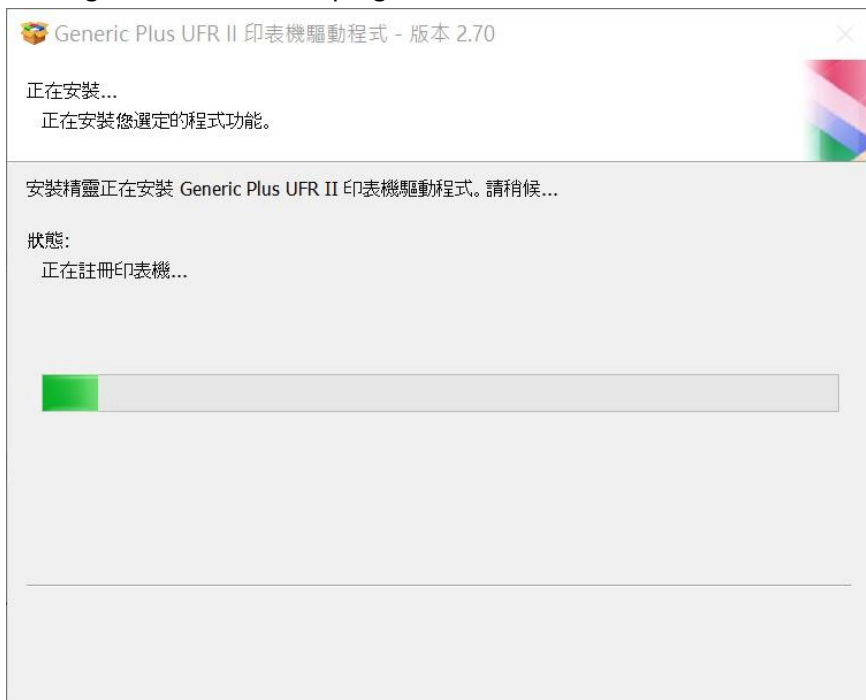 Generic Plus UFR II 印表機驅動程式 - 版本 2.70
正在安裝...
正在安裝您選定的程式功能。
安裝精靈正在安裝 Generic Plus UFR II 印表機驅動程式。請稍候...
狀態:
正在註冊印表機...